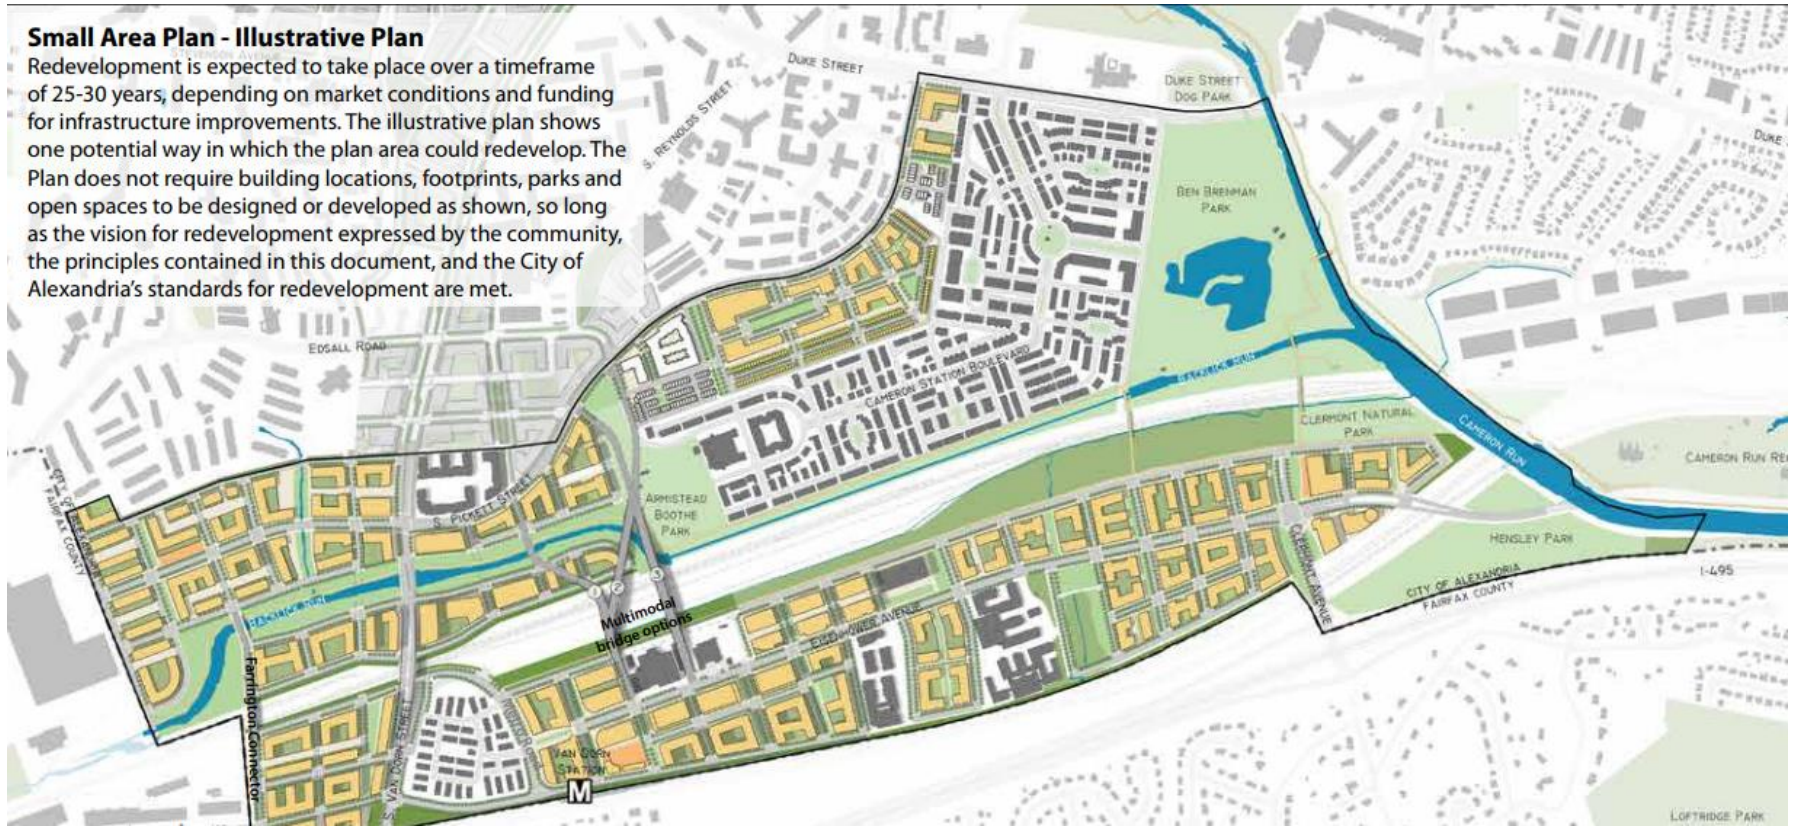 Small Area Plan - Illustrative Plan
Redevelopment is expected to take place over a timeframe
of 25-30 years, depending on market conditions and funding
for infrastructure improvements. The illustrative plan shows
one potential way in which the plan area could redevelop. The
Plan does not require building locations, footprints, parks and
open spaces to be designed or developed as shown, so long
as the vision for redevelopment expressed by the community,
the principles contained in this document, and the City of
Alexandria's standards for redevelopment are met.
STEVENSON AVENUE
DUKE STREET
S. REYNOLDS STREET
DUKE STREET
DOG PARK
DUKE
BEN BRENMAN
PARK
EDSALL ROAD
BACKLICK RUN
CAMERON STATION BOULEVARD
CLERMONT NATURAL
PARK
CAMERON RUN
CAMERON RUN RE
FAIRFAX COUNTY
S. PICKETT STREET
ARMISTEAD
BOOTHE
PARK
CLERMONT AVENUE
HENSLEY PARK
I-495
CITY OF ALEXANDRIA
FAIRFAX COUNTY
1
2
3
BACKLICK RUN
Multimodal
bridge options
EISENHOWER AVENUE
Farrington Connector
S. VAN DORN STREET
VAN DORN
STATION
M
LOFTRIDGE PARK